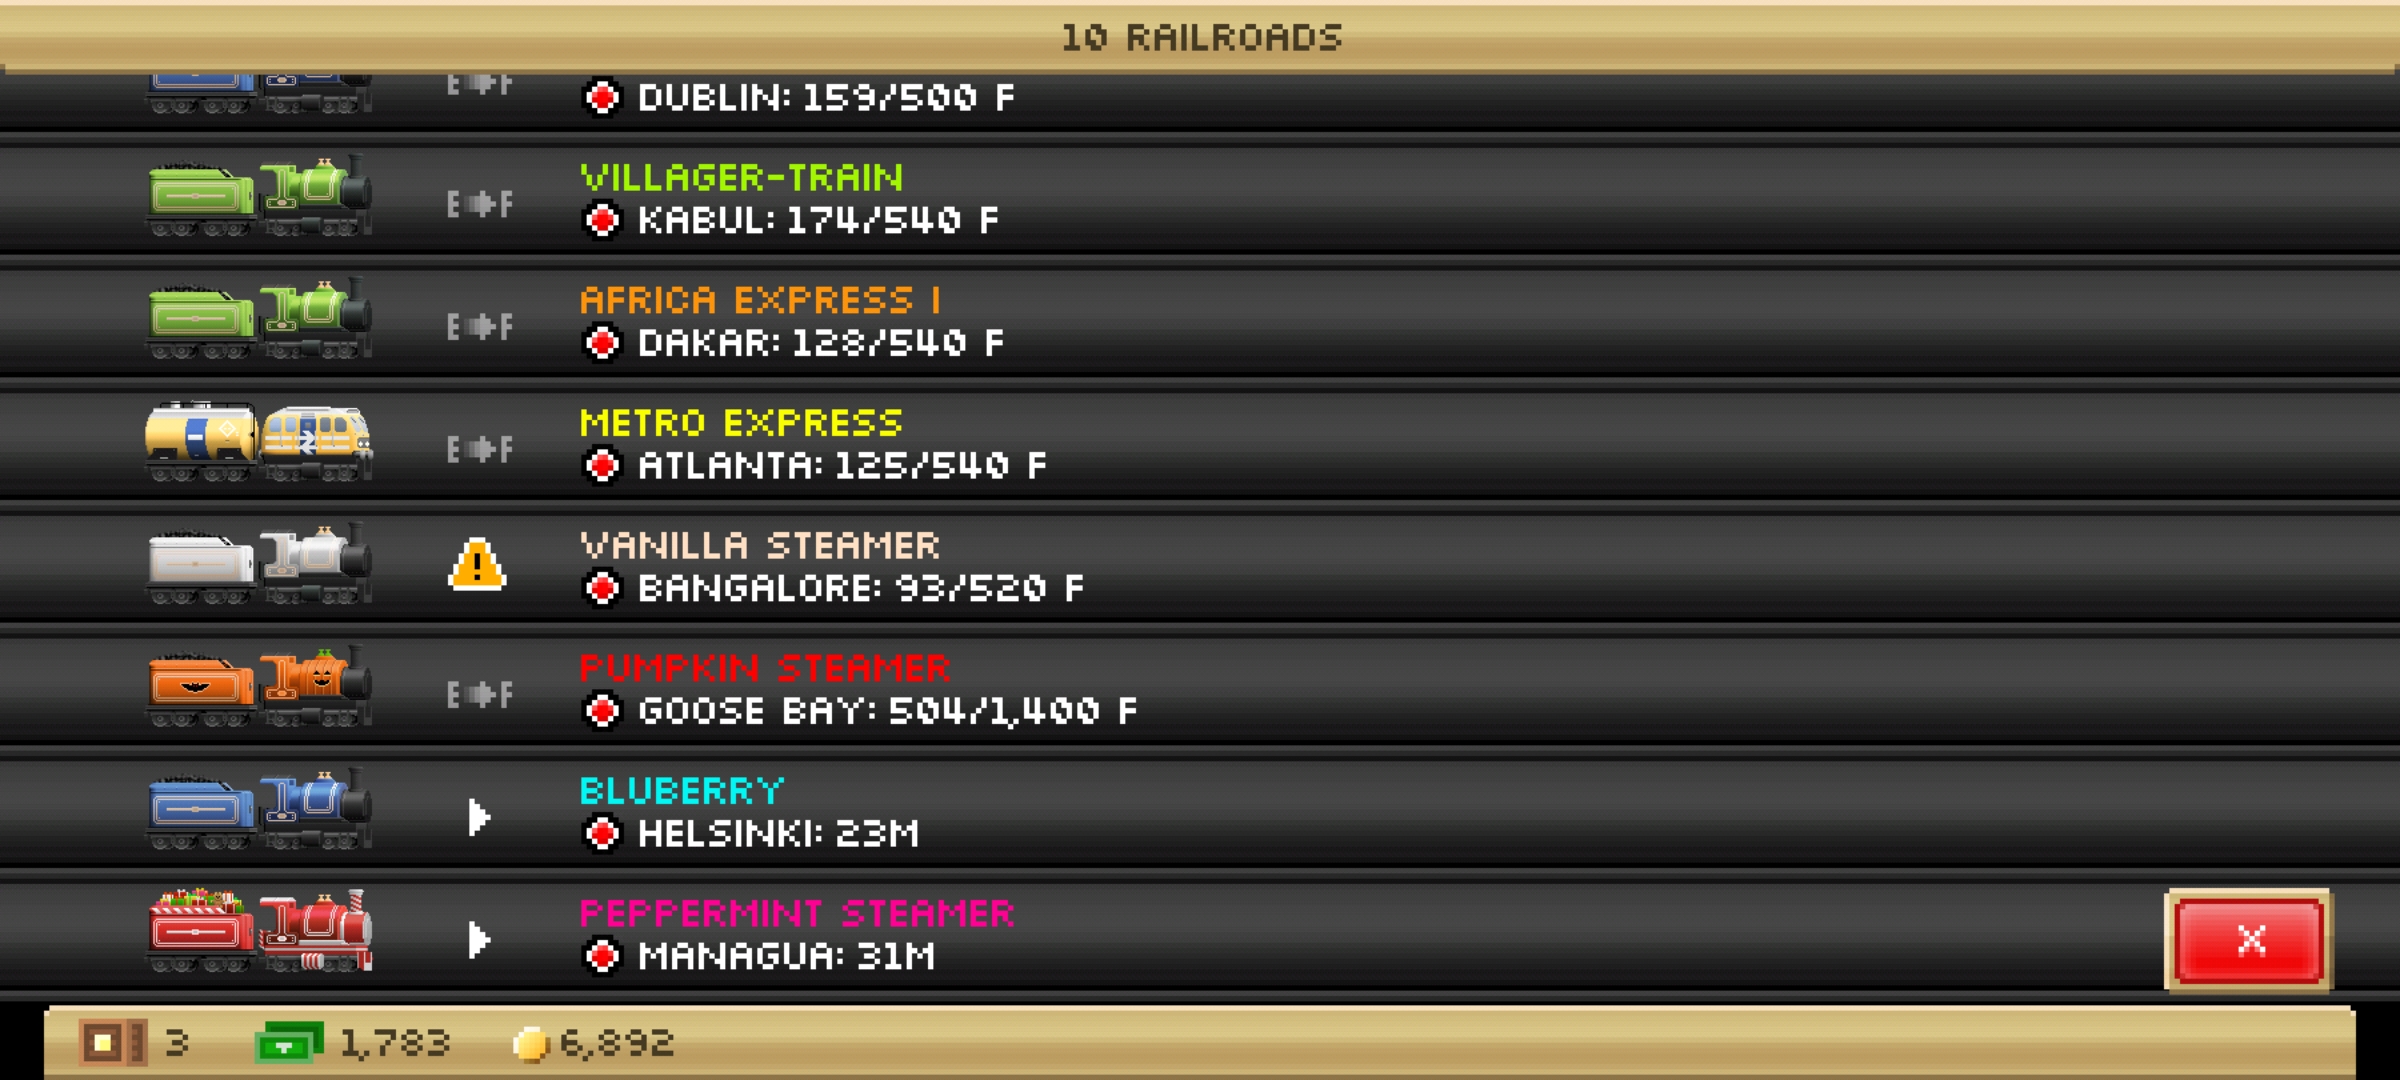 10 RAILROADS
E F
DUBLIN: 159/500 F
VILLAGER-TRAIN
E F
KABUL: 174/540 F
AFRICA EXPRESS I
E F
DAKAR: 128/540 F
METRO EXPRESS
E F
ATLANTA: 125/540 F
VANILLA STEAMER
!
BANGALORE: 93/520 F
PUMPKIN STEAMER
E F
GOOSE BAY: 504/1,400 F
BLUBERRY
HELSINKI: 23M
PEPPERMINT STEAMER
MANAGUA: 31M
X
3 1,783 6,892